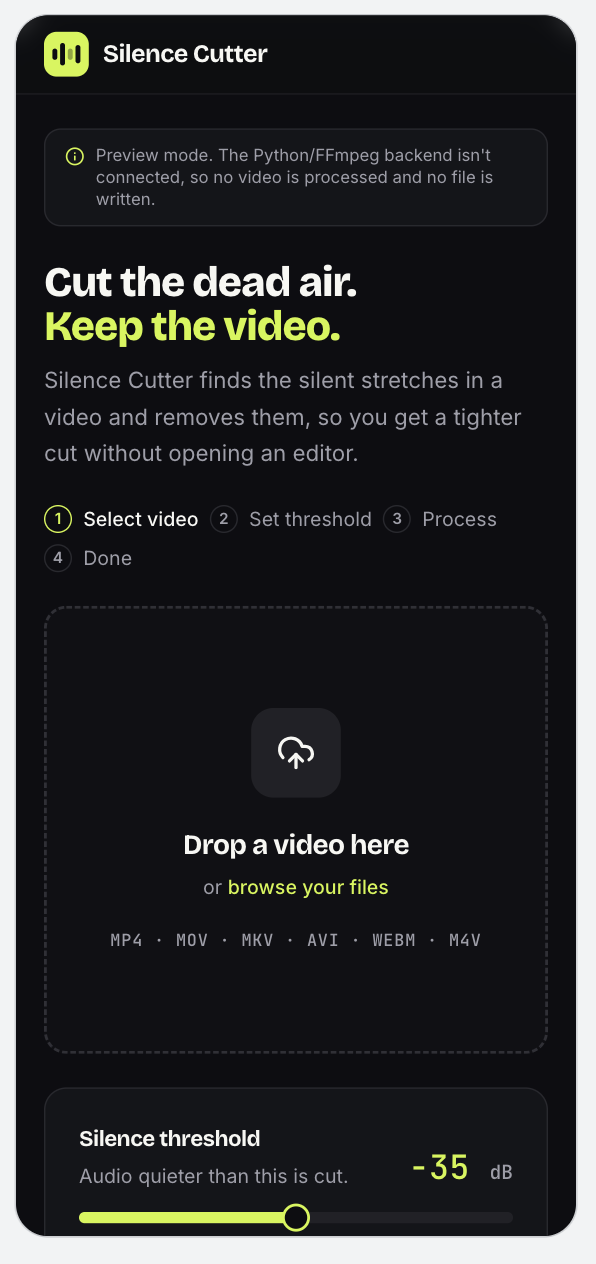 Silence Cutter
Preview mode. The Python/FFmpeg backend isn't
connected, so no video is processed and no file is
written.
Cut the dead air.
Keep the video.
Silence Cutter finds the silent stretches in a
video and removes them, so you get a tighter
cut without opening an editor.
1 Select video 2 Set threshold 3 Process
4 Done
Drop a video here
or browse your files
MP4 · MOV · MKV · AVI · WEBM · M4V
Silence threshold
Audio quieter than this is cut.
-35 dB